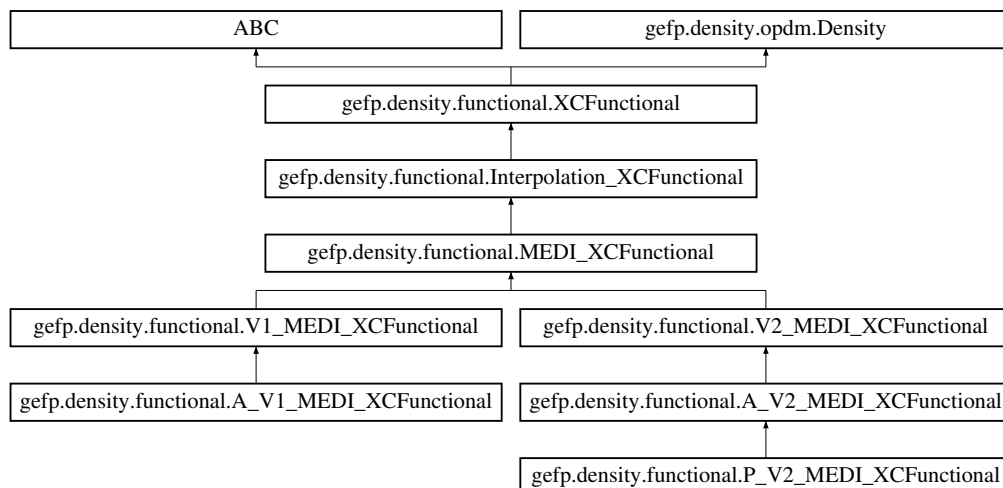 ABC
gefp.density.opdm.Density
gefp.density.functional.XCFunctional
gefp.density.functional.Interpolation_XCFunctional
gefp.density.functional.MEDI_XCFunctional
gefp.density.functional.V1_MEDI_XCFunctional
gefp.density.functional.V2_MEDI_XCFunctional
gefp.density.functional.A_V1_MEDI_XCFunctional
gefp.density.functional.A_V2_MEDI_XCFunctional
gefp.density.functional.P_V2_MEDI_XCFunctional